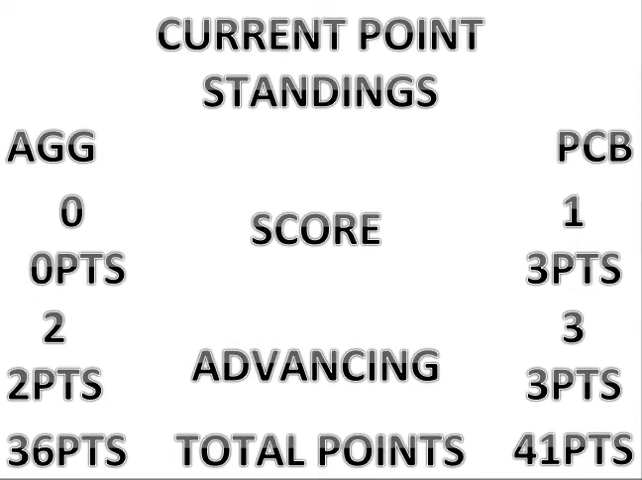 CURRENT POINT
STANDINGS
AGG PCB
0 SCORE 1
0PTS 3PTS
2 3
2PTS ADVANCING 3PTS
36PTS TOTAL POINTS 41PTS